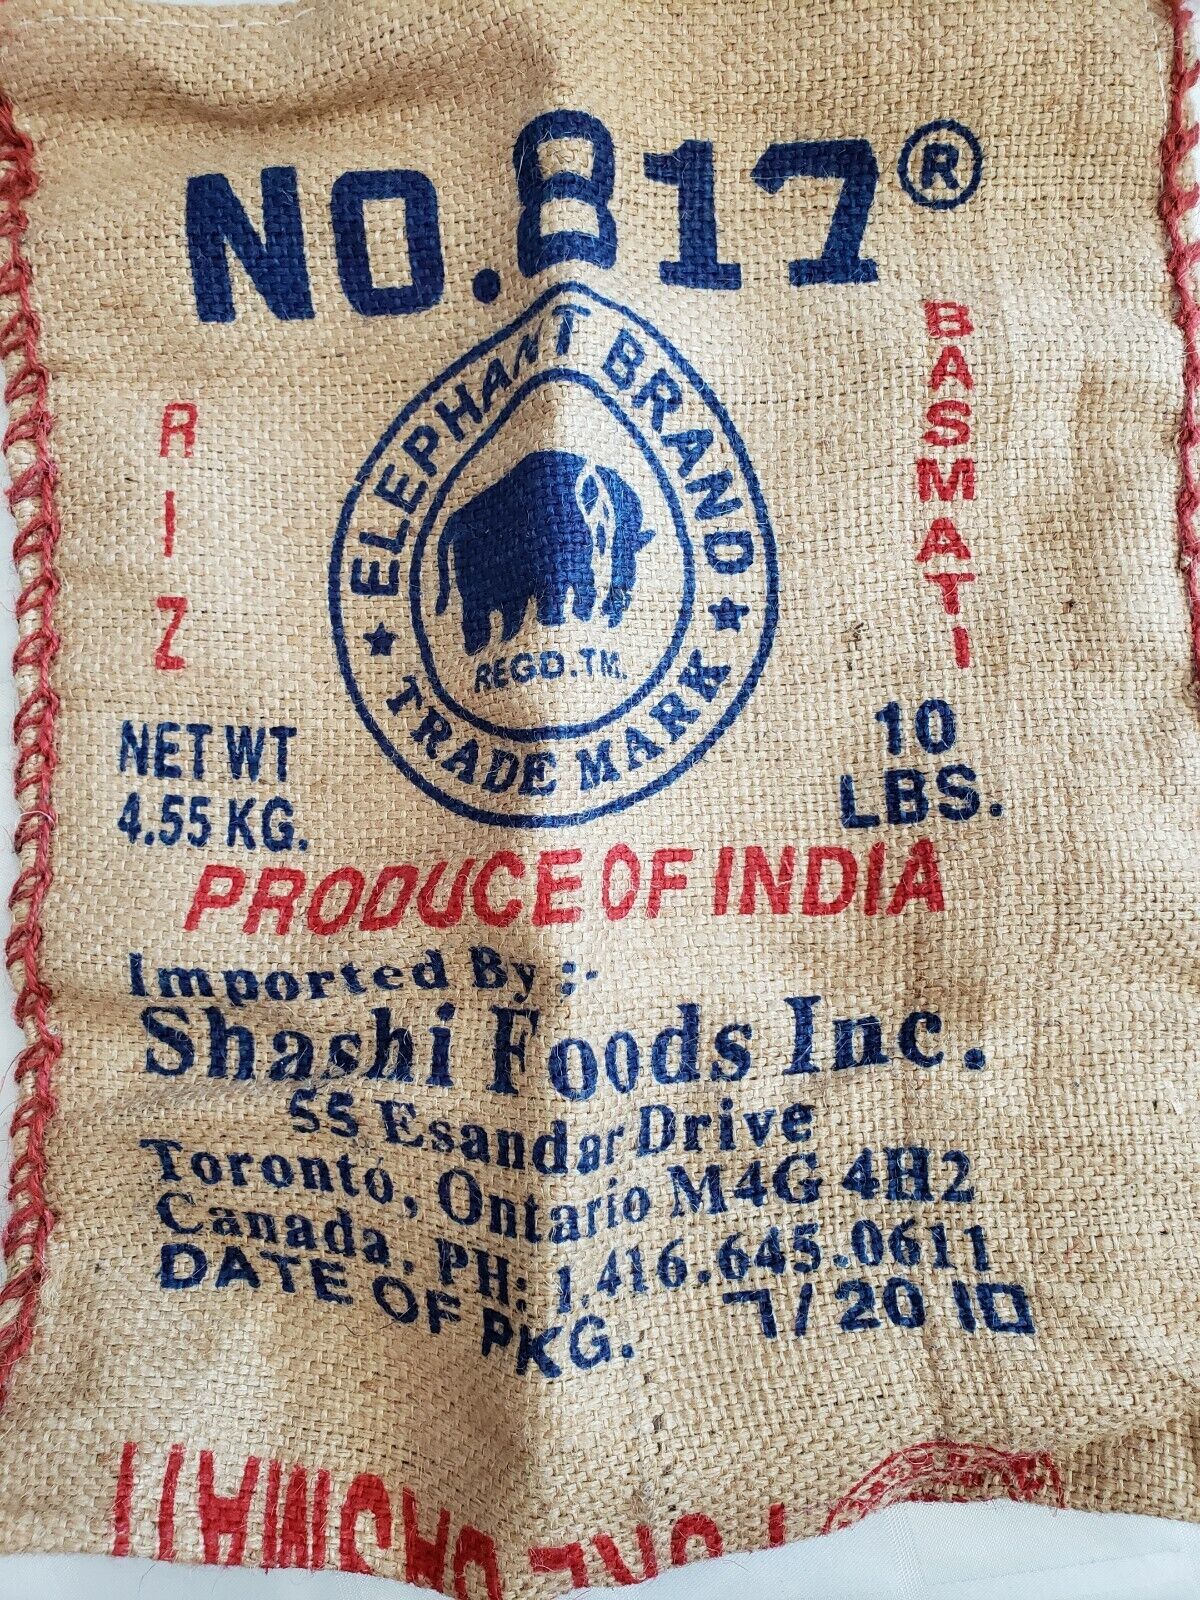 NO.817®
ELEPHANT BRAND
REGD.TM.
TRADE MARK
RIZ
BASMATI
NET WT
4.55 KG.
10
LBS.
PRODUCE OF INDIA
Imported By :-
Shashi Foods Inc.
55 Esandar Drive
Toronto, Ontario M4G 4H2
Canada, PH: 1.416.645.0611
DATE OF PKG. 7/2010